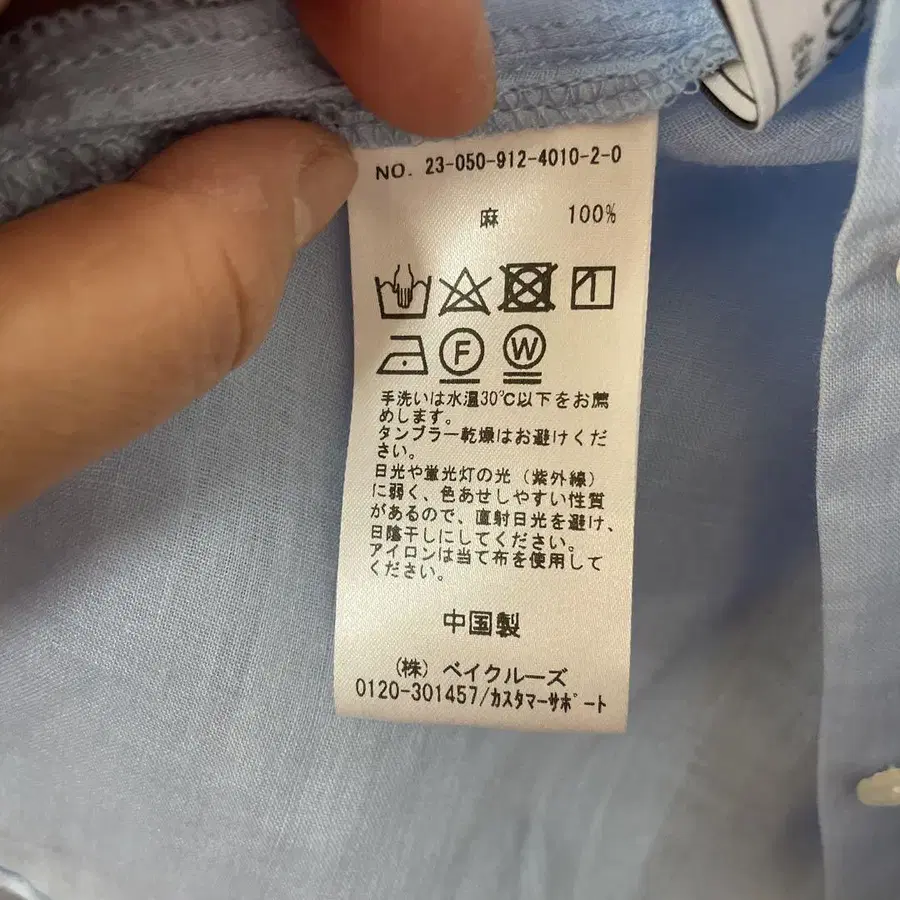 NO. 23-050-912-4010-2-0
麻 100%
F
W
手洗いは水温30℃以下をお薦
めします。
タンブラー乾燥はお避けくだ
さい。
日光や蛍光灯の光（紫外線）
に弱く、色あせしやすい性質
があるので、直射日光を避け、
日陰干しにしてください。
アイロンは当て布を使用して
ください。
中国製
（株）ベイクルーズ
0120-301457/カスタマーサポート